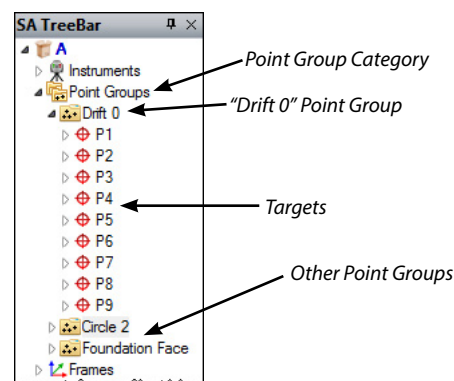 SA TreeBar
A
Instruments
Point Groups
Drift 0
P1
P2
P3
P4
P5
P6
P7
P8
P9
Circle 2
Foundation Face
Frames
Point Group Category
“Drift 0” Point Group
Targets
Other Point Groups